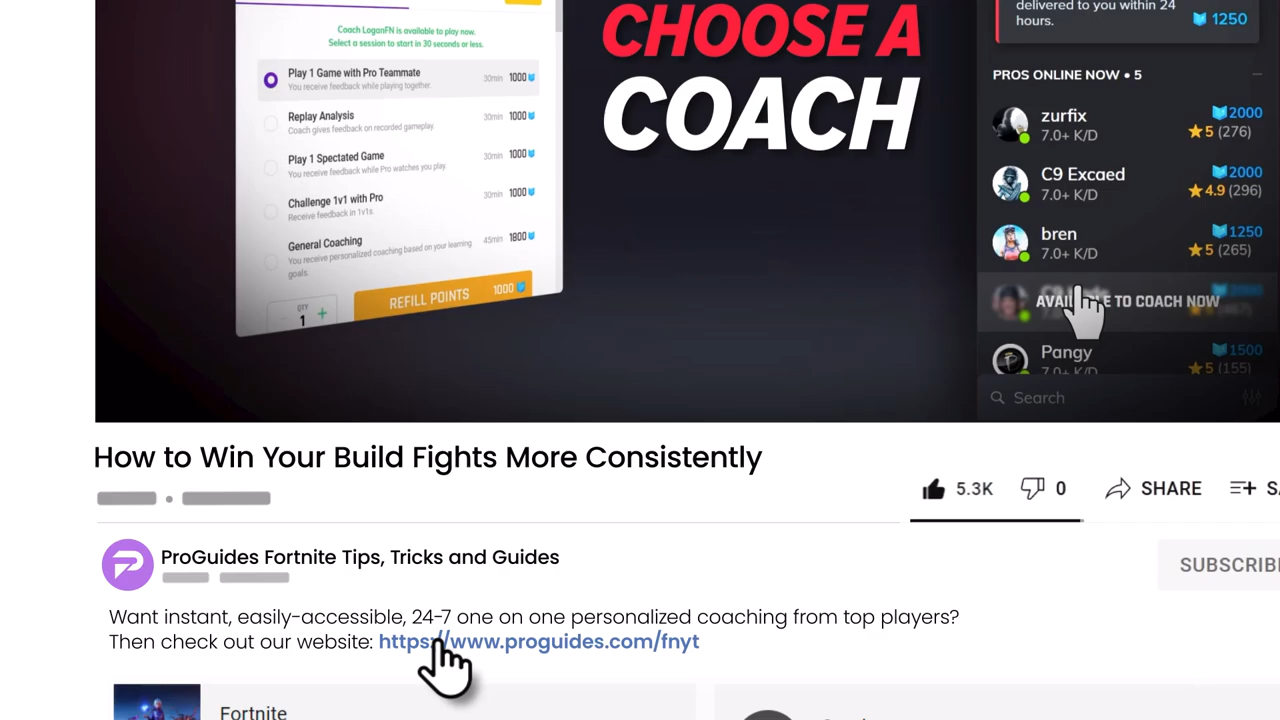 Coach LoganFN is available to play now.
Select a session to start in 30 seconds or less.
Play 1 Game with Pro Teammate
You receive feedback while playing together.
30min 1000
Replay Analysis
Coach gives feedback on recorded gameplay.
30min 1000
Play 1 Spectated Game
You receive feedback while Pro watches you play.
30min 1000
Challenge 1v1 with Pro
Receive feedback in 1v1s.
30min 1000
General Coaching
You receive personalized coaching based on your learning
goals.
45min 1800
QTY
1 +
REFILL POINTS 1000
CHOOSE A
COACH
delivered to you within 24
hours.
1250
PROS ONLINE NOW • 5
zurfix 2000
7.0+ K/D 5 (276)
C9 Excaed 2000
7.0+ K/D 4.9 (296)
bren 1250
7.0+ K/D 5 (265)
TO COACH NOW
Pangy 1500
7.0+ K/D 5 (155)
Search
How to Win Your Build Fights More Consistently
5.3K 0 SHARE
ProGuides Fortnite Tips, Tricks and Guides
Want instant, easily-accessible, 24-7 one on one personalized coaching from top players?
Then check out our website: https://www.proguides.com/fnyt
Fortnite